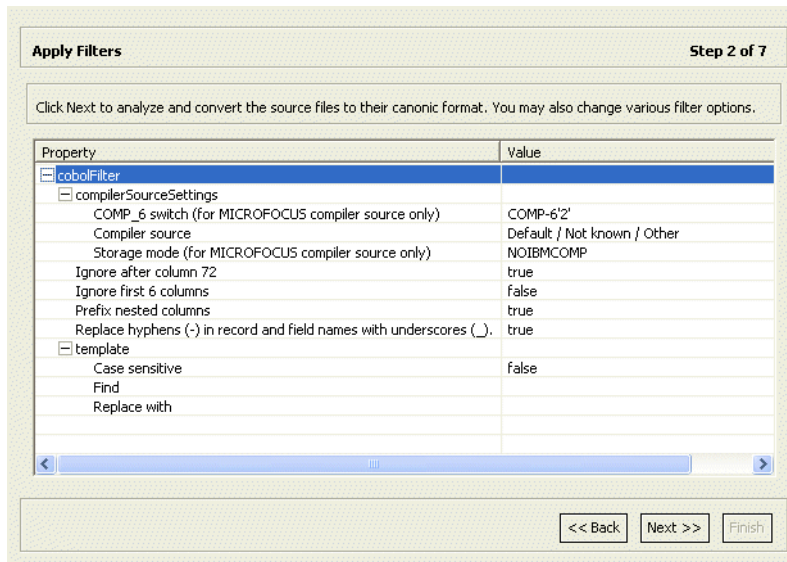 Apply Filters Step 2 of 7
Click Next to analyze and convert the source files to their canonic format. You may also change various filter options.
Property Value
cobolFilter
compilerSourceSettings
COMP_6 switch (for MICROFOCUS compiler source only) COMP-6'2'
Compiler source Default / Not known / Other
Storage mode (for MICROFOCUS compiler source only) NOIBMCOMP
Ignore after column 72 true
Ignore first 6 columns false
Prefix nested columns true
Replace hyphens (-) in record and field names with underscores (_). true
template
Case sensitive false
Find
Replace with
<< Back Next >> Finish